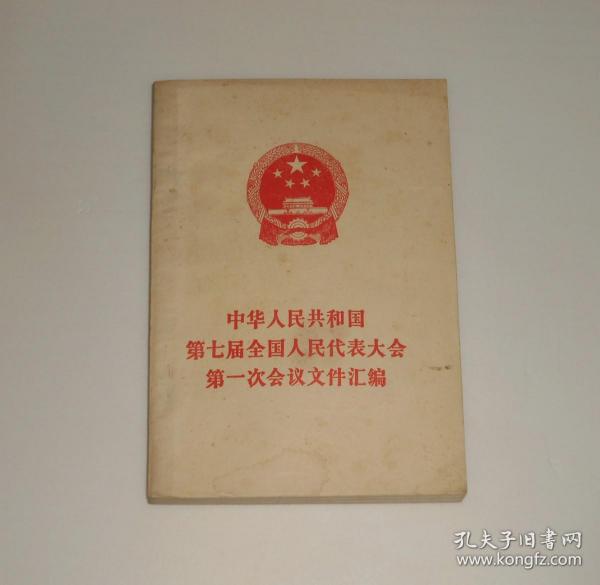 中华人民共和国
第七届全国人民代表大会
第一次会议文件汇编
孔夫子旧書网
www.kongfz.com